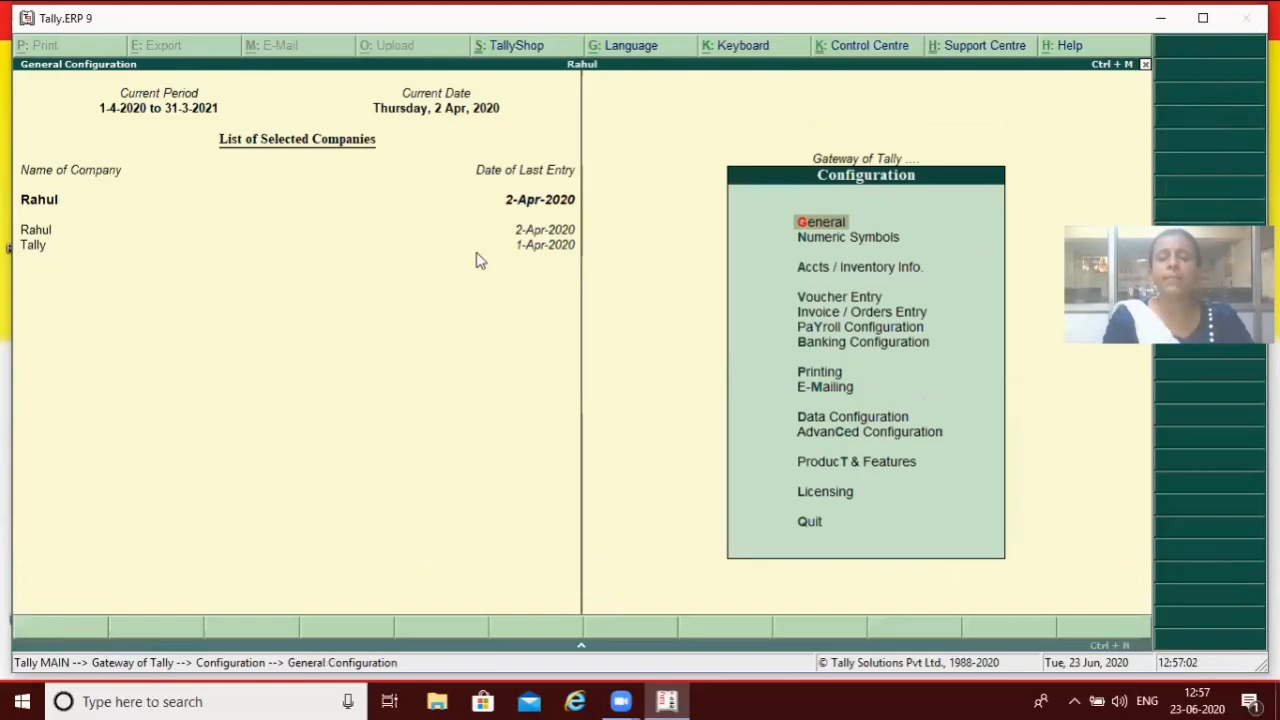 Tally.ERP 9
P: Print E: Export M: E-Mail O: Upload S: TallyShop G: Language K: Keyboard K: Control Centre H: Support Centre H: Help
General Configuration Rahul Ctrl + M
Current Period Current Date
1-4-2020 to 31-3-2021 Thursday, 2 Apr, 2020
List of Selected Companies
Name of Company Date of Last Entry
Rahul 2-Apr-2020
Rahul 2-Apr-2020
Tally 1-Apr-2020
Gateway of Tally ....
Configuration
General
Numeric Symbols
Accts / Inventory Info.
Voucher Entry
Invoice / Orders Entry
PaYroll Configuration
Banking Configuration
Printing
E-Mailing
Data Configuration
AdvanCed Configuration
ProducT & Features
Licensing
Quit
Ctrl + N
Tally MAIN --> Gateway of Tally --> Configuration --> General Configuration © Tally Solutions Pvt Ltd., 1988-2020 Tue, 23 Jun, 2020 12:57:02
Type here to search ENG 12:57
23-06-2020 1